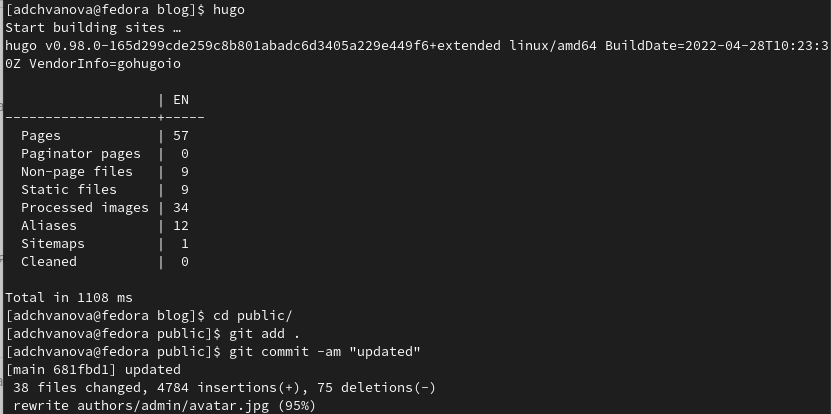 [adchvanova@fedora blog]$ hugo
Start building sites …
hugo v0.98.0-165d299cde259c8b801abadc6d3405a229e449f6+extended linux/amd64 BuildDate=2022-04-28T10:23:3
0Z VendorInfo=gohugoio
                   | EN
-------------------+-----
  Pages            | 57
  Paginator pages  |  0
  Non-page files   |  9
  Static files     |  9
  Processed images | 34
  Aliases          | 12
  Sitemaps         |  1
  Cleaned          |  0
Total in 1108 ms
[adchvanova@fedora blog]$ cd public/
[adchvanova@fedora public]$ git add .
[adchvanova@fedora public]$ git commit -am "updated"
[main 681fbd1] updated
 38 files changed, 4784 insertions(+), 75 deletions(-)
 rewrite authors/admin/avatar.jpg (95%)